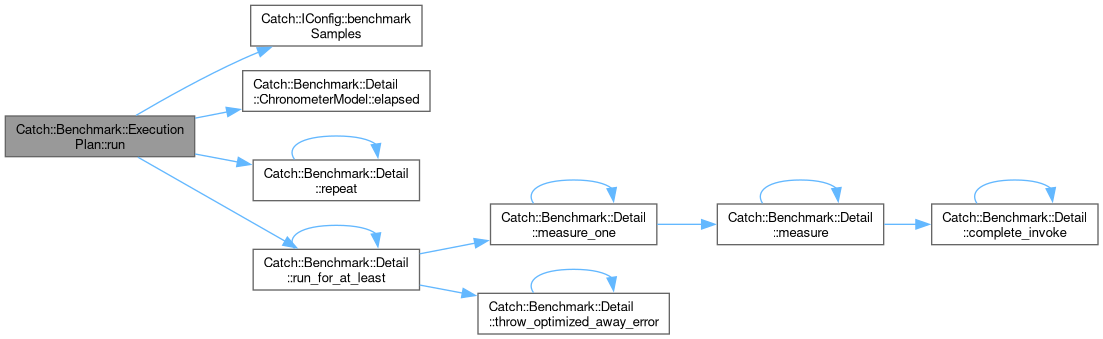 Catch::IConfig::benchmark
Samples
Catch::Benchmark::Detail
::ChronometerModel::elapsed
Catch::Benchmark::Execution
Plan::run
Catch::Benchmark::Detail
::repeat
Catch::Benchmark::Detail
::measure_one
Catch::Benchmark::Detail
::measure
Catch::Benchmark::Detail
::complete_invoke
Catch::Benchmark::Detail
::run_for_at_least
Catch::Benchmark::Detail
::throw_optimized_away_error